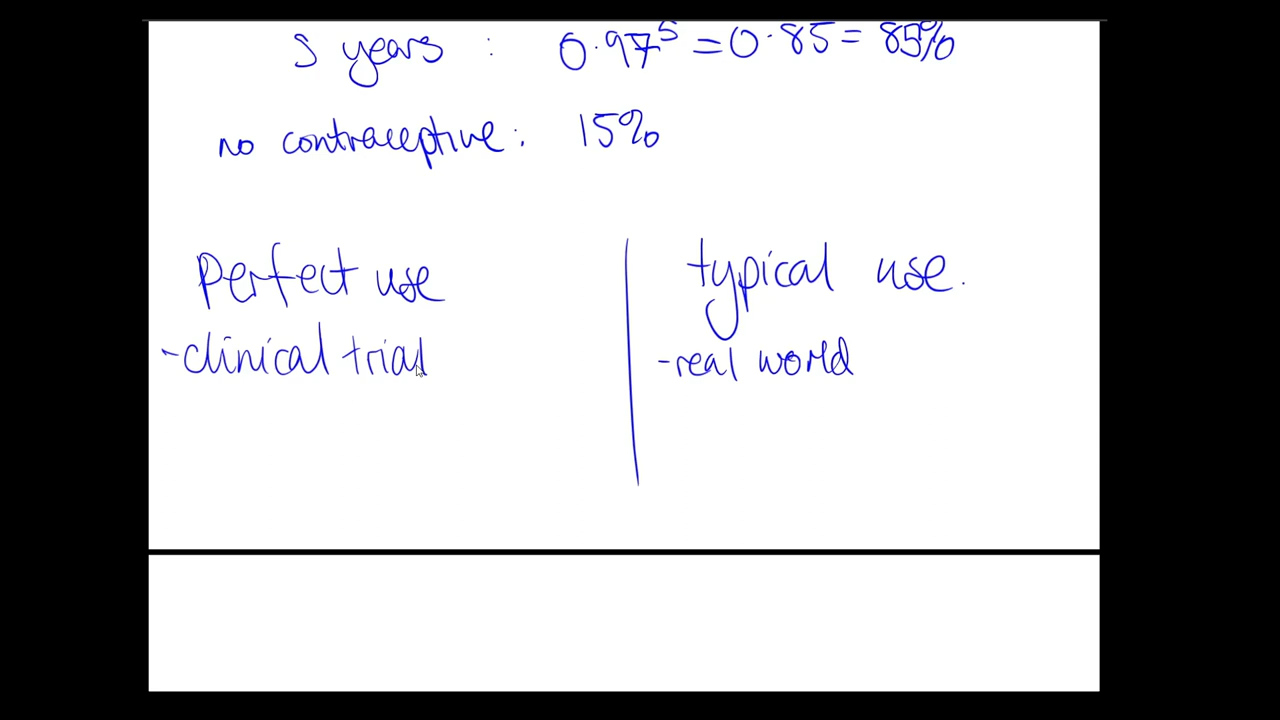 5 years : 0.97⁵ = 0.85 = 85%
no contraceptive : 15%
perfect use
typical use.
- clinical trial
- real world